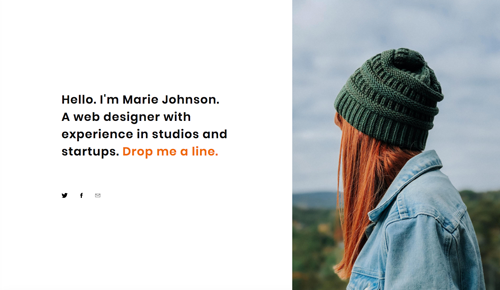 Hello. I'm Marie Johnson.
A web designer with
experience in studios and
startups. Drop me a line.